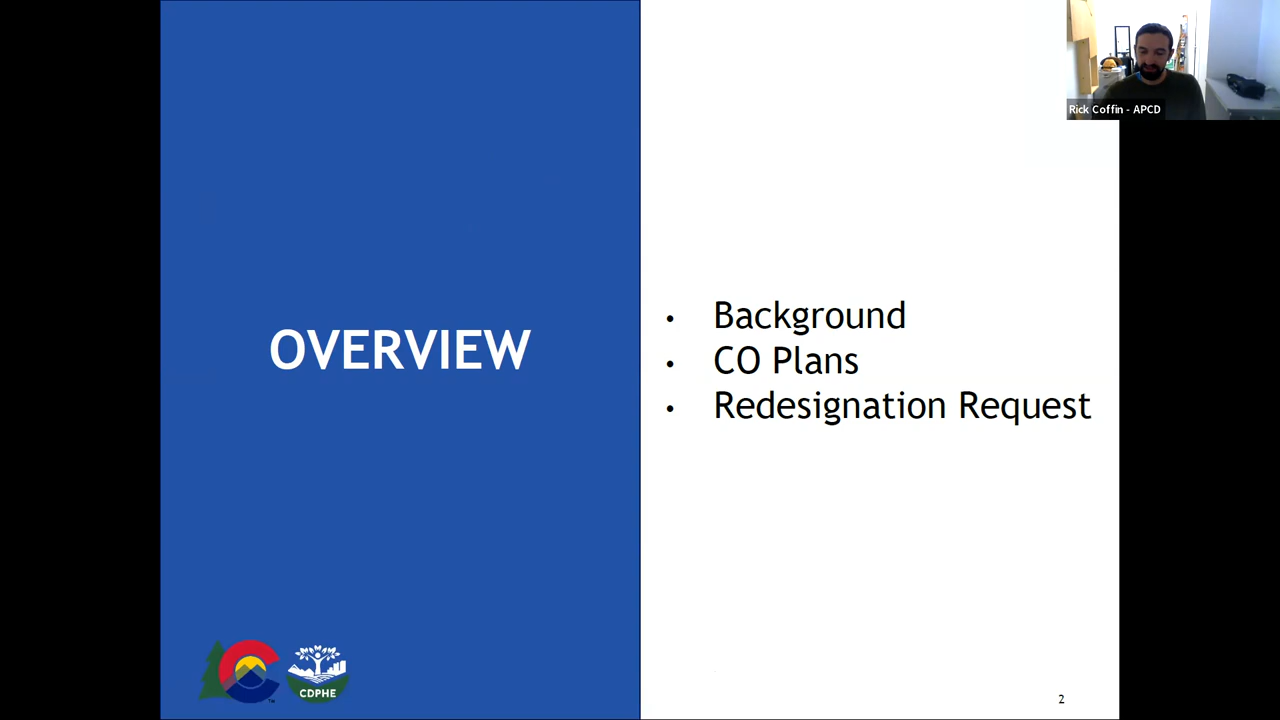 Rick Coffin - APCD
OVERVIEW
• Background
• CO Plans
• Redesignation Request
CDPHE
2